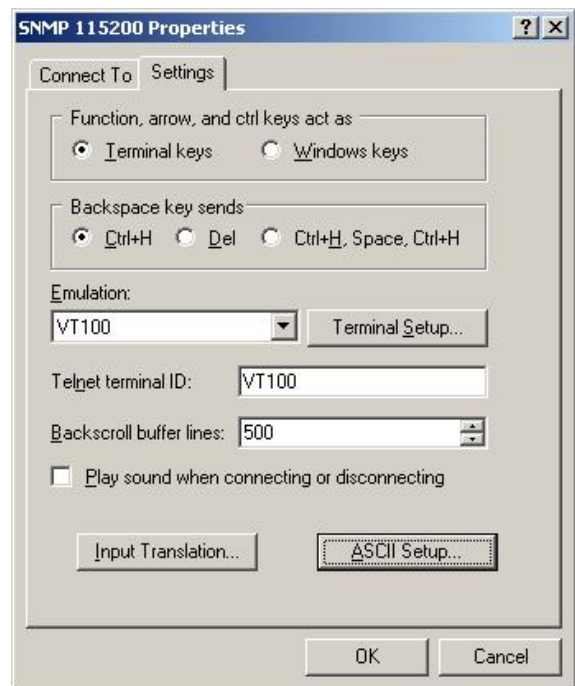 SNMP 115200 Properties
Connect To Settings
Function, arrow, and ctrl keys act as
Terminal keys Windows keys
Backspace key sends
Ctrl+H Del Ctrl+H, Space, Ctrl+H
Emulation:
VT100 Terminal Setup...
Telnet terminal ID: VT100
Backscroll buffer lines: 500
Play sound when connecting or disconnecting
Input Translation... ASCII Setup...
OK Cancel